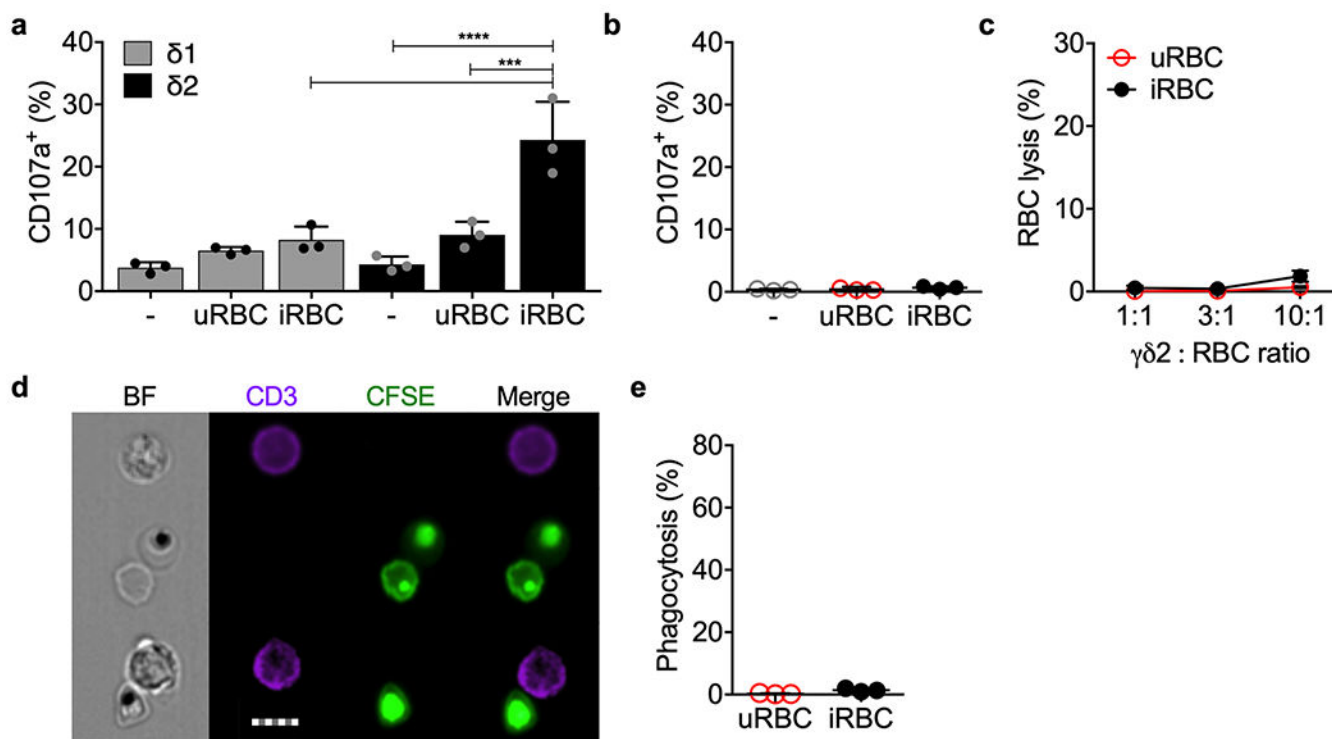 a
CD107a+ (%)
40
30
20
10
0
δ1
δ2
****
***
- uRBC iRBC - uRBC iRBC
b
CD107a+ (%)
40
30
20
10
0
- uRBC iRBC
c
RBC lysis (%)
30
20
10
0
uRBC
iRBC
1:1 3:1 10:1
γδ2 : RBC ratio
d
BF CD3 CFSE Merge
e
Phagocytosis (%)
80
60
40
20
0
uRBC iRBC